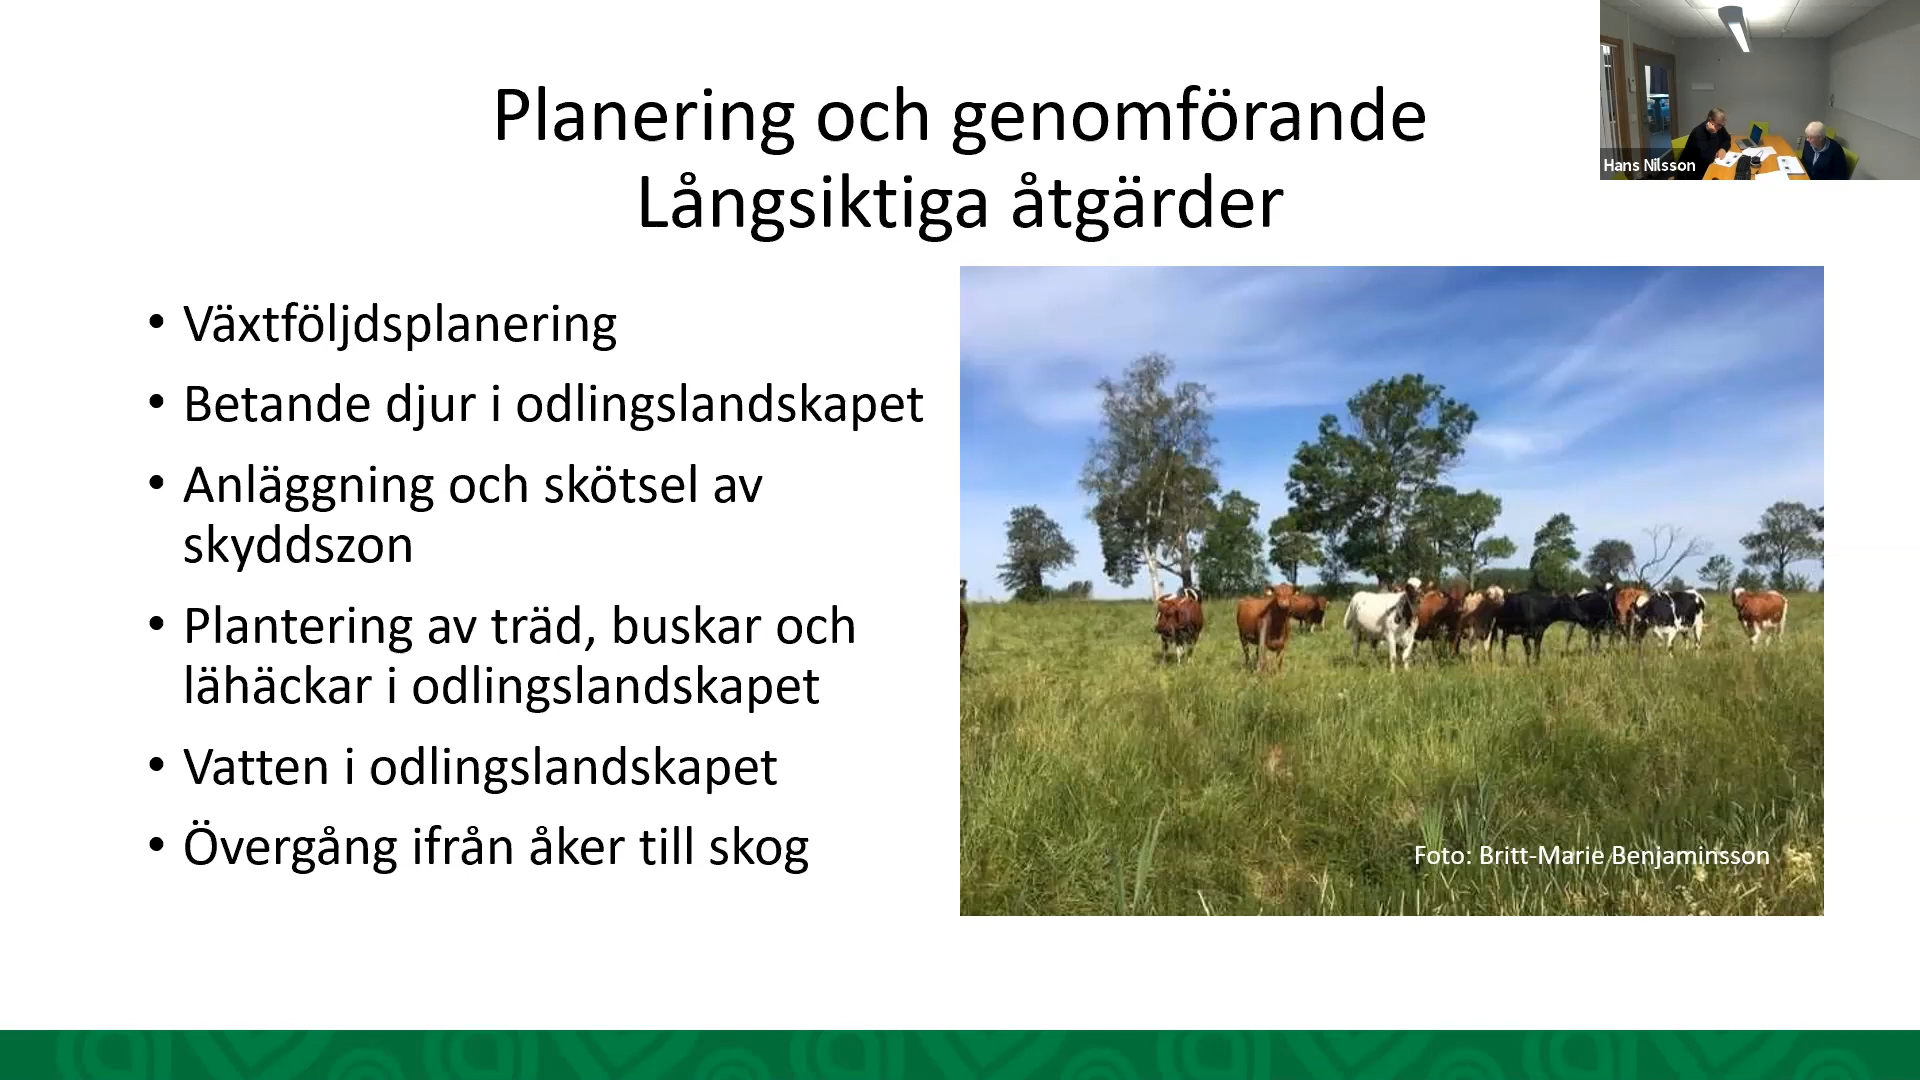 Planering och genomförande
Långsiktiga åtgärder
Hans Nilsson
• Växtföljdsplanering
• Betande djur i odlingslandskapet
• Anläggning och skötsel av
skyddszon
• Plantering av träd, buskar och
lähäckar i odlingslandskapet
• Vatten i odlingslandskapet
• Övergång ifrån åker till skog
Foto: Britt-Marie Benjaminsson